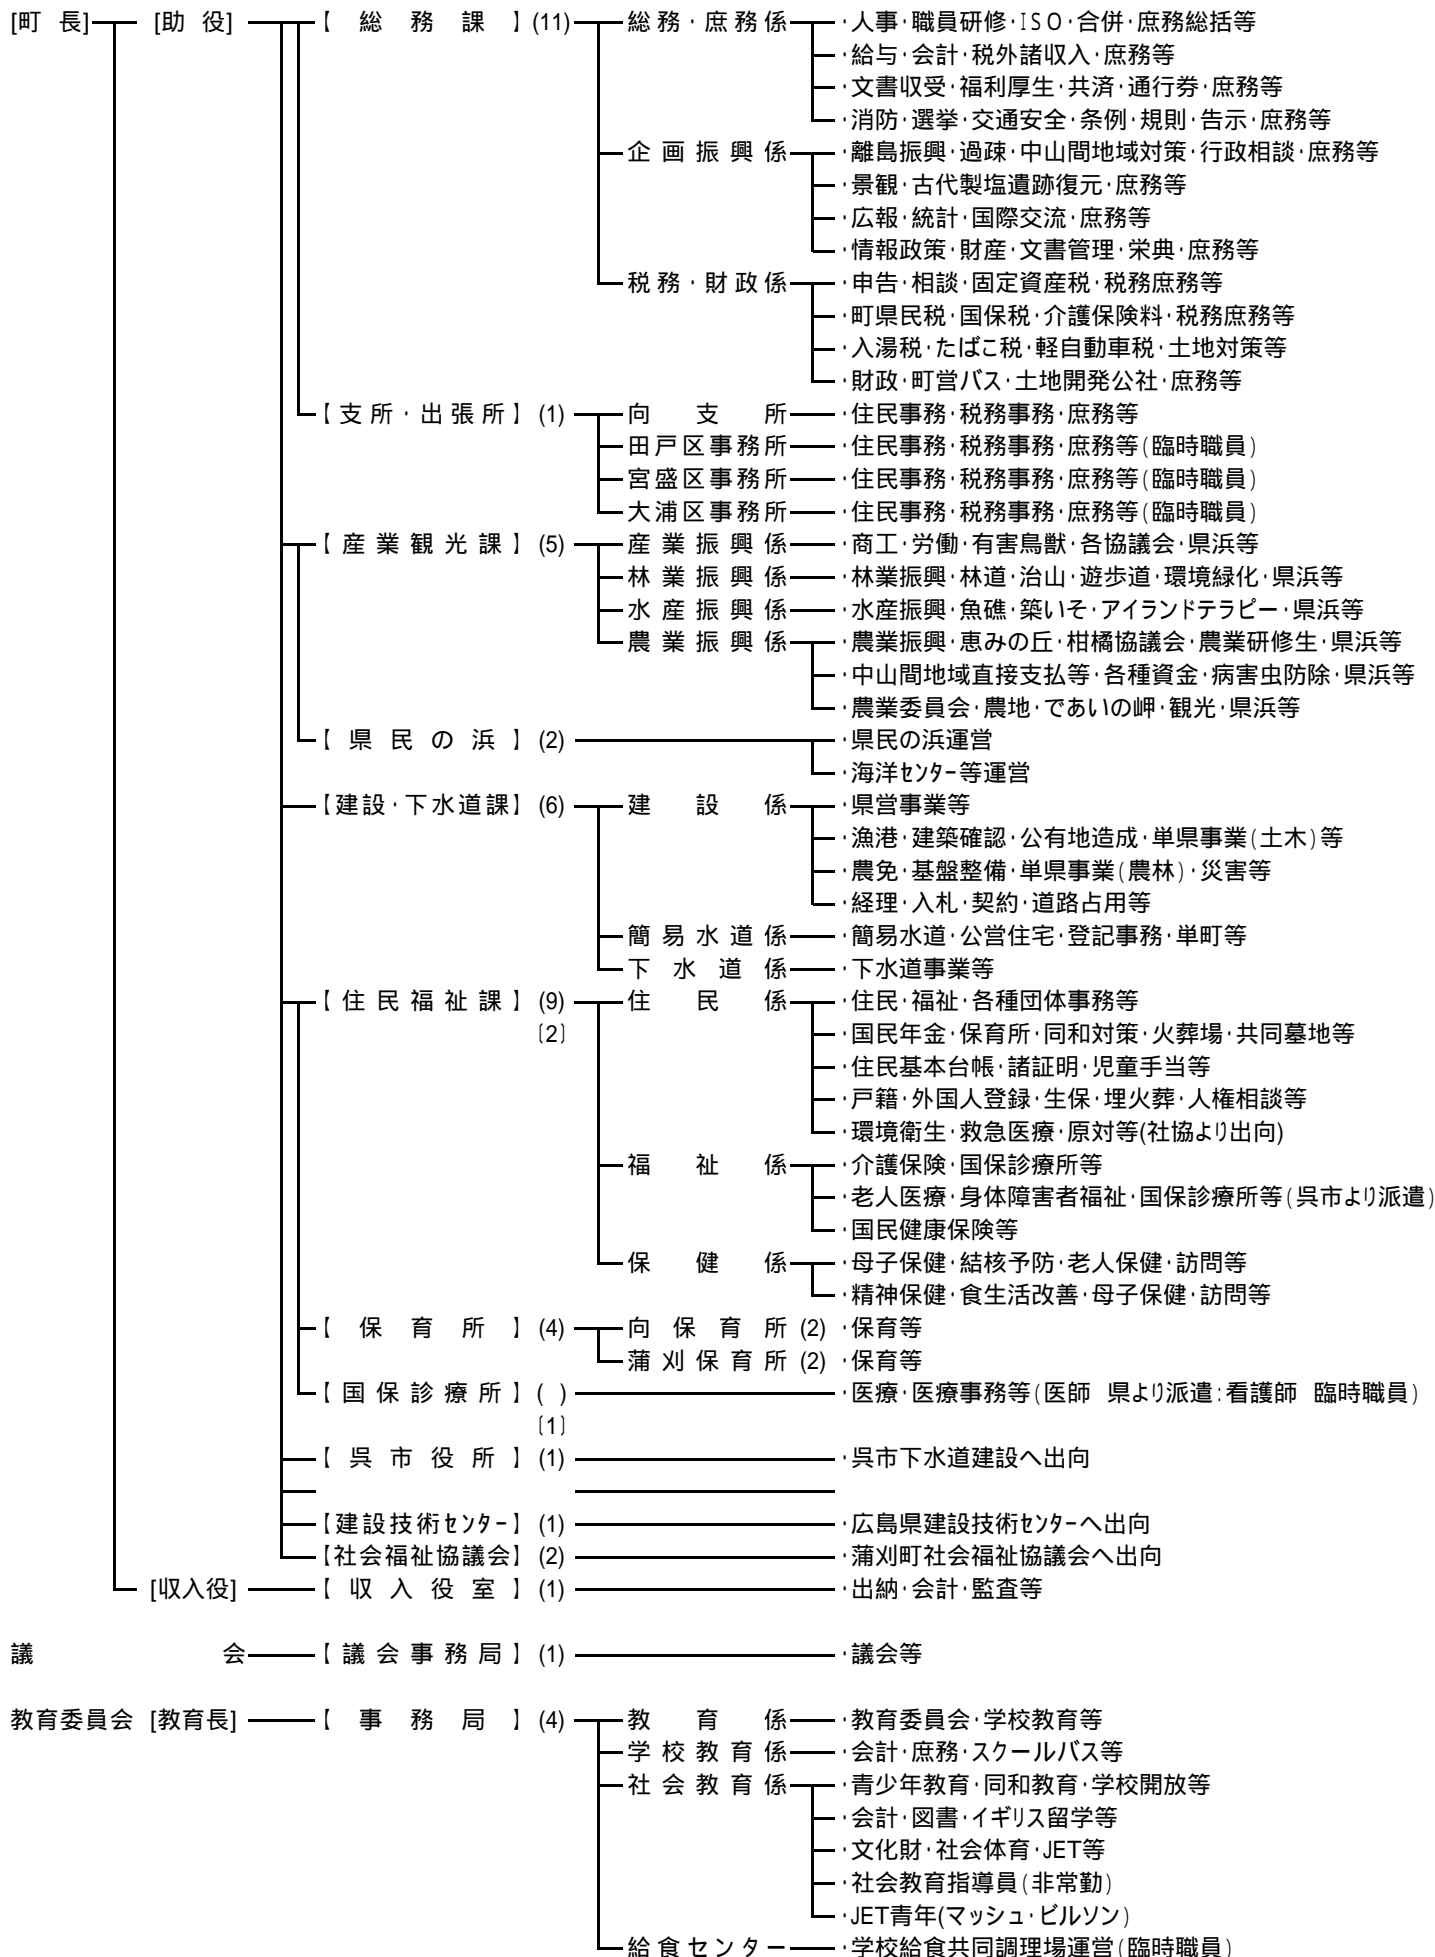 [町 長] [助 役] 【 総 務 課 】(11) 総務・庶務係 ・人事・職員研修・ISO・合併・庶務総括等
・給与・会計・税外諸収入・庶務等
・文書収受・福利厚生・共済・通行券・庶務等
・消防・選挙・交通安全・条例・規則・告示・庶務等
企画振興係 ・離島振興・過疎・中山間地域対策・行政相談・庶務等
・景観・古代製塩遺跡復元・庶務等
・広報・統計・国際交流・庶務等
・情報政策・財産・文書管理・栄典・庶務等
税務・財政係 ・申告・相談・固定資産税・税務庶務等
・町県民税・国保税・介護保険料・税務庶務等
・入湯税・たばこ税・軽自動車税・土地対策等
・財政・町営バス・土地開発公社・庶務等
【支所・出張所】(1) 向 支 所 ・住民事務・税務事務・庶務等
田戸区事務所 ・住民事務・税務事務・庶務等(臨時職員)
宮盛区事務所 ・住民事務・税務事務・庶務等(臨時職員)
大浦区事務所 ・住民事務・税務事務・庶務等(臨時職員)
【産業観光課】(5) 産業振興係 ・商工・労働・有害鳥獣・各協議会・県浜等
林業振興係 ・林業振興・林道・治山・遊歩道・環境緑化・県浜等
水産振興係 ・水産振興・魚礁・築いそ・アイランドテラピー・県浜等
農業振興係 ・農業振興・恵みの丘・柑橘協議会・農業研修生・県浜等
・中山間地域直接支払等・各種資金・病害虫防除・県浜等
・農業委員会・農地・であいの岬・観光・県浜等
【県民の浜】(2) ・県民の浜運営
・海洋センター等運営
【建設・下水道課】(6) 建 設 係 ・県営事業等
・漁港・建築確認・公有地造成・単県事業(土木)等
・農免・基盤整備・単県事業(農林)・災害等
・経理・入札・契約・道路占用等
簡易水道係 ・簡易水道・公営住宅・登記事務・単町等
下水道係 ・下水道事業等
【住民福祉課】(9) 住 民 係 ・住民・福祉・各種団体事務等
〔2〕 ・国民年金・保育所・同和対策・火葬場・共同墓地等
・住民基本台帳・諸証明・児童手当等
・戸籍・外国人登録・生保・埋火葬・人権相談等
・環境衛生・救急医療・原対等(社協より出向)
福 祉 係 ・介護保険・国保診療所等
・老人医療・身体障害者福祉・国保診療所等(呉市より派遣)
・国民健康保険等
保 健 係 ・母子保健・結核予防・老人保健・訪問等
・精神保健・食生活改善・母子保健・訪問等
【 保 育 所 】(4) 向保育所 (2) ・保育等
蒲刈保育所 (2) ・保育等
【国保診療所】( ) ・医療・医療事務等(医師 県より派遣:看護師 臨時職員)
〔1〕
【呉市役所】(1) ・呉市下水道建設へ出向
【建設技術センター】(1) ・広島県建設技術センターへ出向
【社会福祉協議会】(2) ・蒲刈町社会福祉協議会へ出向
[収入役] 【収入役室】(1) ・出納・会計・監査等
議 会 【議会事務局】(1) ・議会等
教育委員会 [教育長] 【 事 務 局 】(4) 教 育 係 ・教育委員会・学校教育等
学校教育係 ・会計・庶務・スクールバス等
社会教育係 ・青少年教育・同和教育・学校開放等
・会計・図書・イギリス留学等
・文化財・社会体育・JET等
・社会教育指導員(非常勤)
・JET青年(マッシュ・ビルソン)
給食センター ・学校給食共同調理場運営(臨時職員)